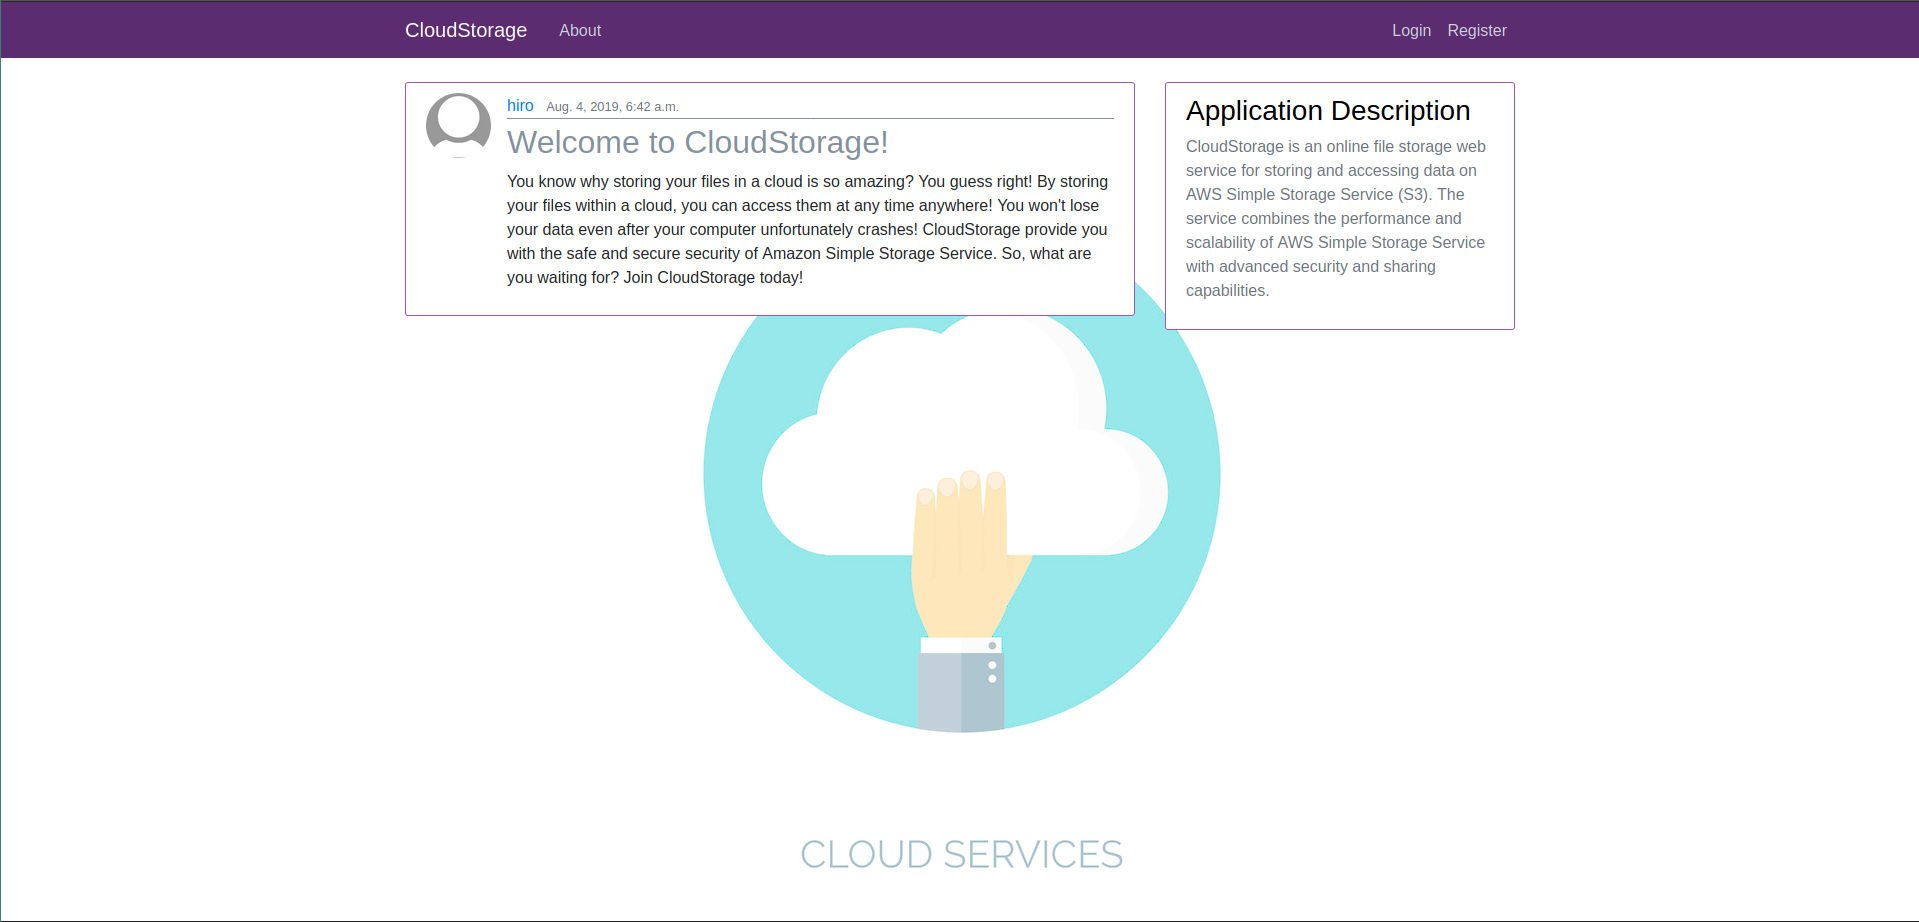 CloudStorage About Login Register
hiro Aug. 4, 2019, 6:42 a.m.
Welcome to CloudStorage!
You know why storing your files in a cloud is so amazing? You guess right! By storing
your files within a cloud, you can access them at any time anywhere! You won't lose
your data even after your computer unfortunately crashes! CloudStorage provide you
with the safe and secure security of Amazon Simple Storage Service. So, what are
you waiting for? Join CloudStorage today!
Application Description
CloudStorage is an online file storage web
service for storing and accessing data on
AWS Simple Storage Service (S3). The
service combines the performance and
scalability of AWS Simple Storage Service
with advanced security and sharing
capabilities.
CLOUD SERVICES